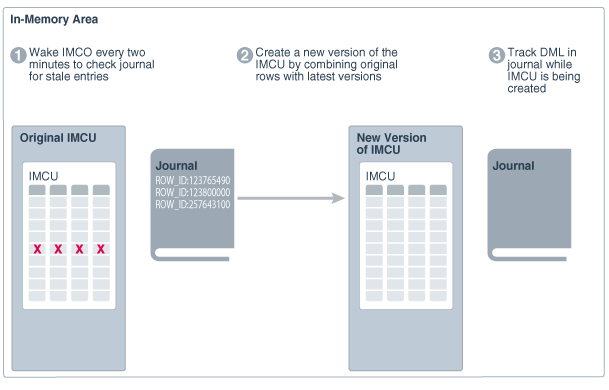 In-Memory Area
1 Wake IMCO every two
minutes to check journal
for stale entries
2 Create a new version of the
IMCU by combining original
rows with latest versions
3 Track DML in
journal while
IMCU is being
created
Original IMCU
IMCU
X X X X
Journal
ROW_ID:123765490
ROW_ID:123800000
ROW_ID:257643100
New Version
of IMCU
IMCU
Journal